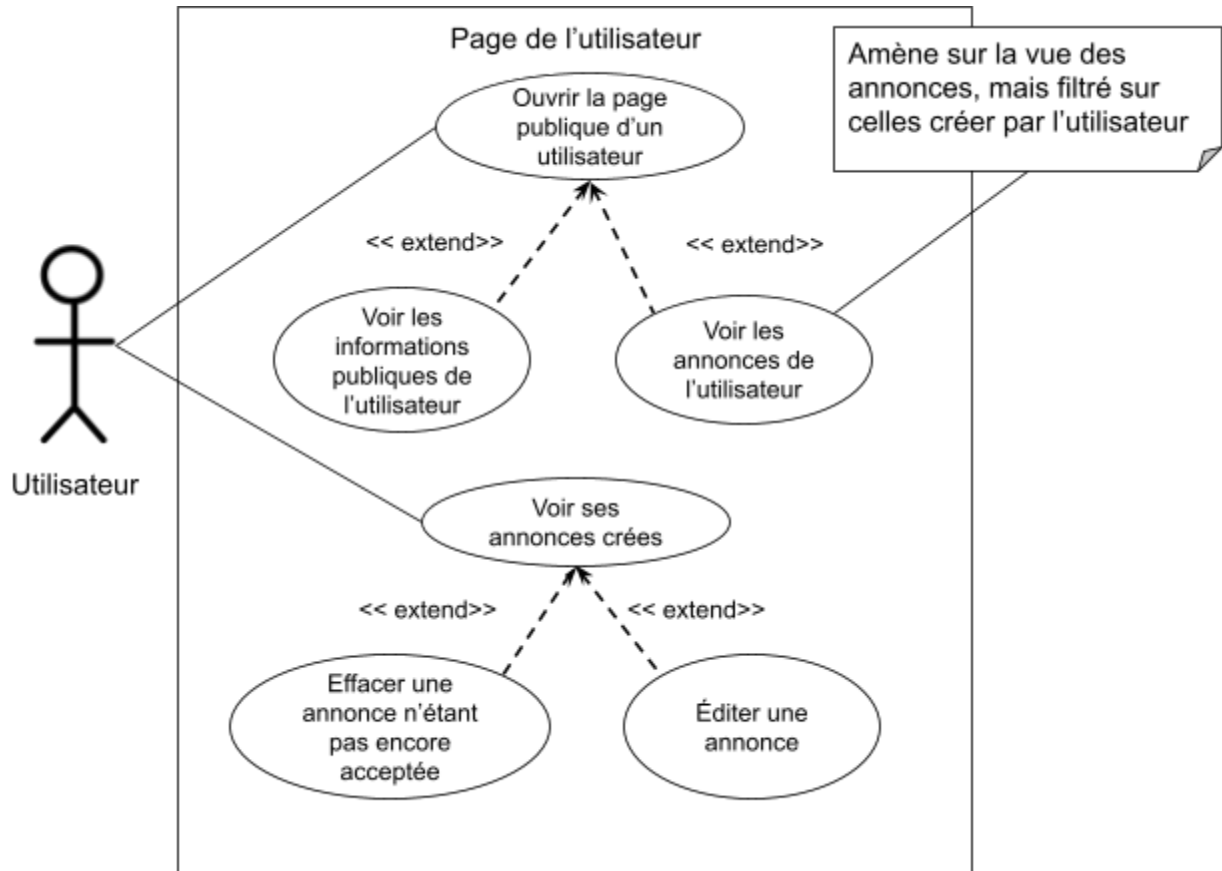 Page de l'utilisateur
Amène sur la vue des
annonces, mais filtré sur
celles créer par l'utilisateur
Ouvrir la page
publique d'un
utilisateur
<< extend>>
<< extend>>
Voir les
informations
publiques de
l'utilisateur
Voir les
annonces de
l'utilisateur
Utilisateur
Voir ses
annonces crées
<< extend>>
<< extend>>
Effacer une
annonce n'étant
pas encore
acceptée
Éditer une
annonce